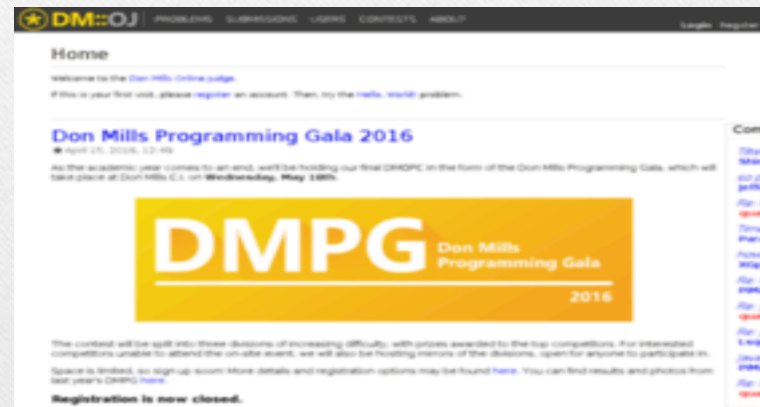 DM::OJ PROBLEMS SUBMISSIONS USERS CONTESTS ABOUT Login Register
Home
Welcome to the Don Mills Online Judge.
If this is your first visit, please register an account. Then, try the Hello, World! problem.
Don Mills Programming Gala 2016
April 15, 2016, 12:46
As the academic year comes to an end, we'll be holding our final DMOPC in the form of the Don Mills Programming Gala, which will
take place at Don Mills C.I. on Wednesday, May 18th.
DMPG Don Mills
Programming Gala
2016
The contest will be split into three divisions of increasing difficulty, with prizes awarded to the top competitors. For interested
competitors unable to attend the on-site event, we will also be hosting mirrors of the divisions, open for anyone to participate in.
Space is limited, so sign up soon! More details and registration options may be found here. You can find results and photos from
last year's DMPG here.
Registration is now closed.